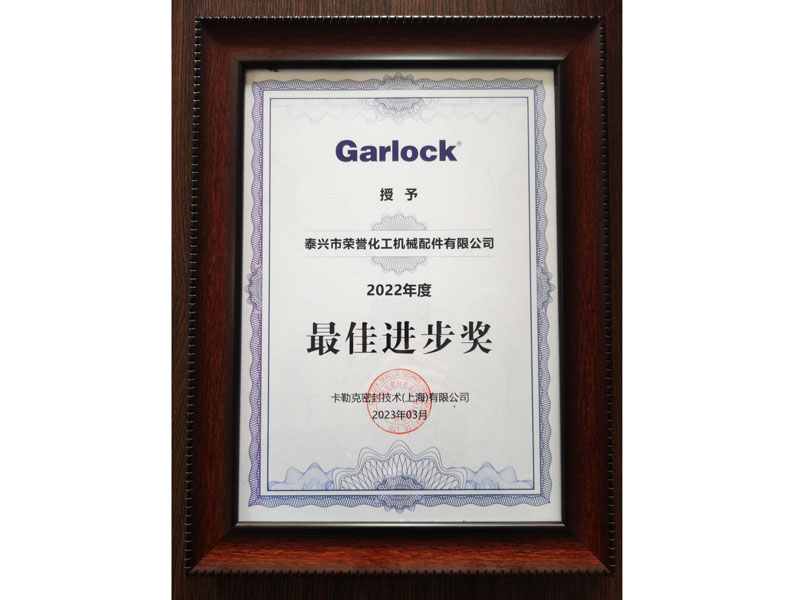 Garlock®
授 予
泰兴市荣誉化工机械配件有限公司
2022年度
最佳进步奖
卡勒克密封技术(上海)有限公司
2023年03月